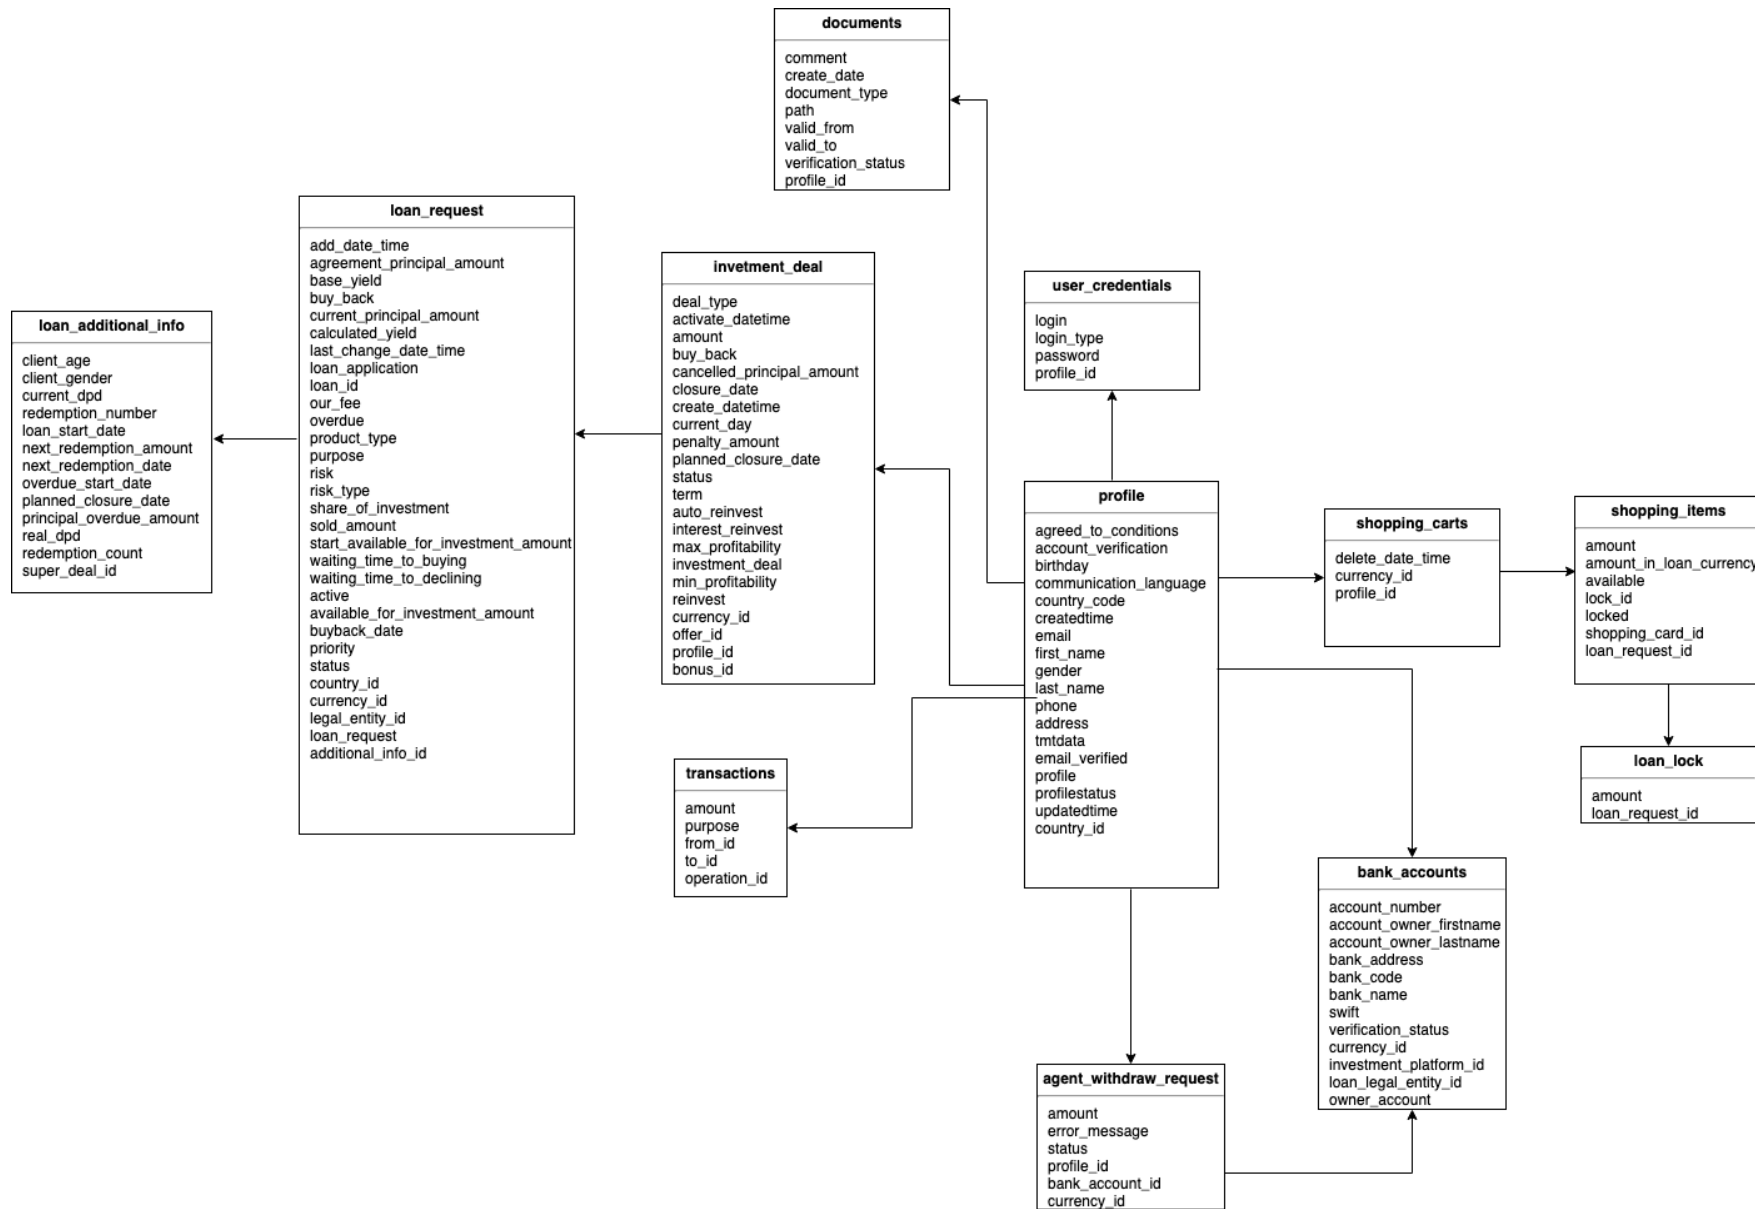 documents
comment
create_date
document_type
path
valid_from
valid_to
verification_status
profile_id
loan_request
add_date_time
agreement_principal_amount
base_yield
buy_back
current_principal_amount
calculated_yield
last_change_date_time
loan_application
loan_id
our_fee
overdue
product_type
purpose
risk
risk_type
share_of_investment
sold_amount
start_available_for_investment_amount
waiting_time_to_buying
waiting_time_to_declining
active
available_for_investment_amount
buyback_date
priority
status
country_id
currency_id
legal_entity_id
loan_request
additional_info_id
invetment_deal
deal_type
activate_datetime
amount
buy_back
cancelled_principal_amount
closure_date
create_datetime
current_day
penalty_amount
planned_closure_date
status
term
auto_reinvest
interest_reinvest
max_profitability
investment_deal
min_profitability
reinvest
currency_id
offer_id
profile_id
bonus_id
user_credentials
login
login_type
password
profile_id
loan_additional_info
client_age
client_gender
current_dpd
redemption_number
loan_start_date
next_redemption_amount
next_redemption_date
overdue_start_date
planned_closure_date
principal_overdue_amount
real_dpd
redemption_count
super_deal_id
profile
agreed_to_conditions
account_verification
birthday
communication_language
country_code
createdtime
email
first_name
gender
last_name
phone
address
tmtdata
email_verified
profile
profilestatus
updatedtime
country_id
shopping_carts
delete_date_time
currency_id
profile_id
shopping_items
amount
amount_in_loan_currency
available
lock_id
locked
shopping_card_id
loan_request_id
loan_lock
amount
loan_request_id
transactions
amount
purpose
from_id
to_id
operation_id
bank_accounts
account_number
account_owner_firstname
account_owner_lastname
bank_address
bank_code
bank_name
swift
verification_status
currency_id
investment_platform_id
loan_legal_entity_id
owner_account
agent_withdraw_request
amount
error_message
status
profile_id
bank_account_id
currency_id